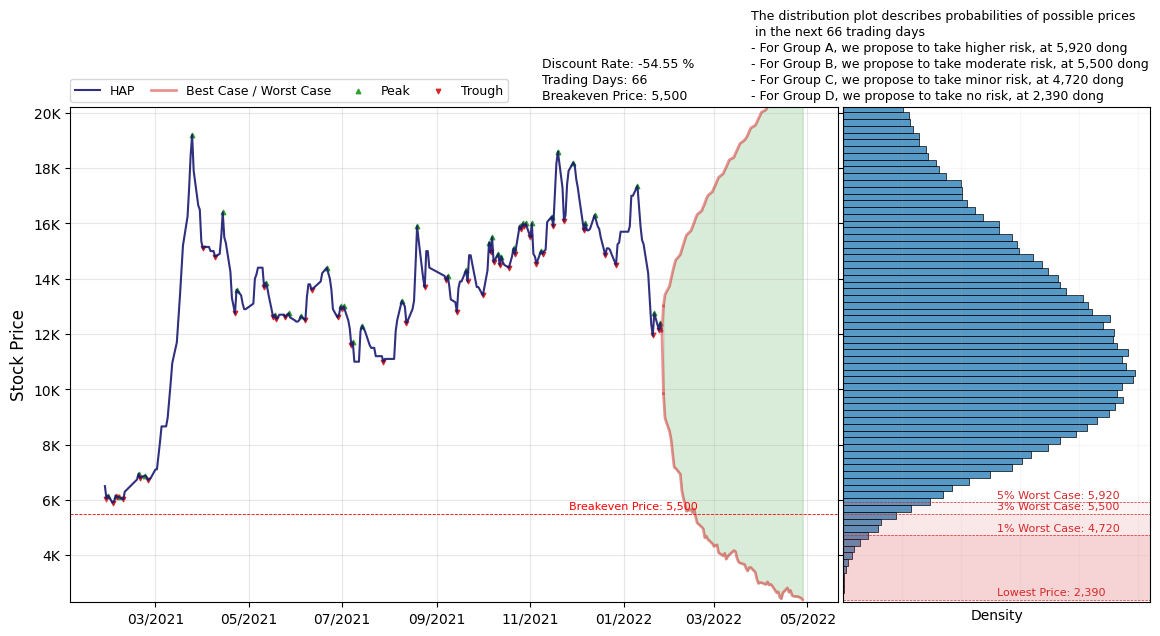 The distribution plot describes probabilities of possible prices
in the next 66 trading days
- For Group A, we propose to take higher risk, at 5,920 dong
- For Group B, we propose to take moderate risk, at 5,500 dong
- For Group C, we propose to take minor risk, at 4,720 dong
- For Group D, we propose to take no risk, at 2,390 dong
Discount Rate: -54.55 %
Trading Days: 66
Breakeven Price: 5,500
HAP
Best Case / Worst Case
Peak
Trough
Stock Price
20K
18K
16K
14K
12K
10K
8K
6K
4K
Breakeven Price: 5,500
03/2021
05/2021
07/2021
09/2021
11/2021
01/2022
03/2022
05/2022
5% Worst Case: 5,920
3% Worst Case: 5,500
1% Worst Case: 4,720
Lowest Price: 2,390
Density